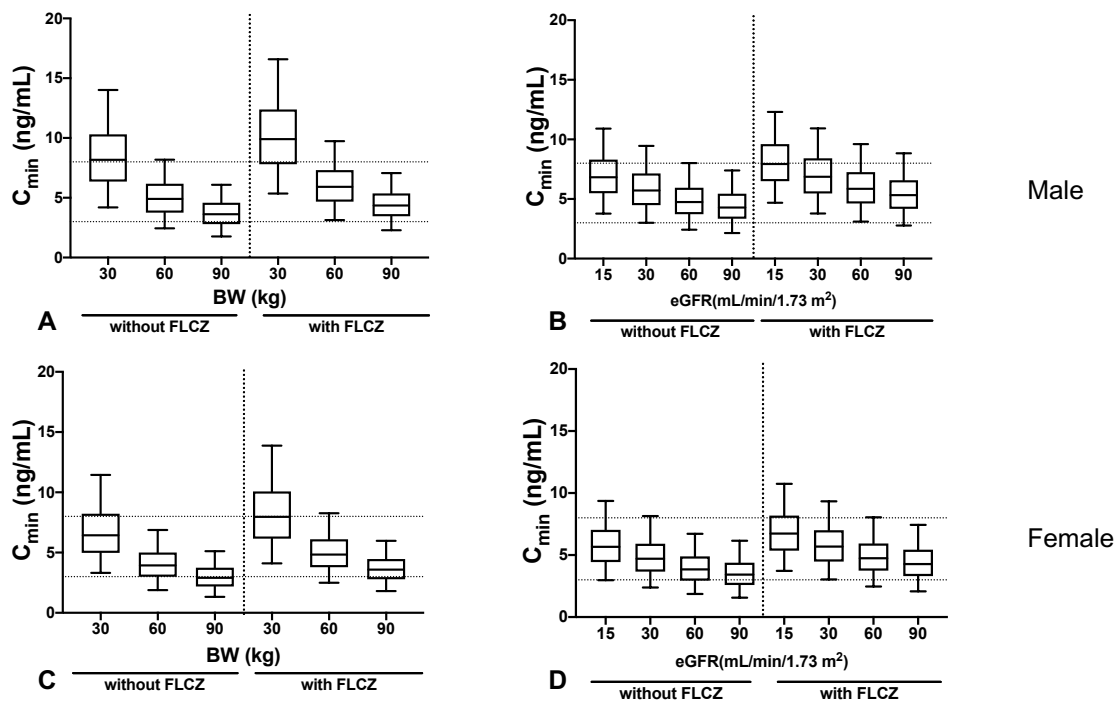 20
15
10
5
0
C_min (ng/mL)
30 60 90 30 60 90
BW (kg)
A
without FLCZ with FLCZ
20
15
10
5
0
C_min (ng/mL)
15 30 60 90 15 30 60 90
eGFR(mL/min/1.73 m²)
B
without FLCZ with FLCZ
Male
20
15
10
5
0
C_min (ng/mL)
30 60 90 30 60 90
BW (kg)
C
without FLCZ with FLCZ
20
15
10
5
0
C_min (ng/mL)
15 30 60 90 15 30 60 90
eGFR(mL/min/1.73 m²)
D
without FLCZ with FLCZ
Female